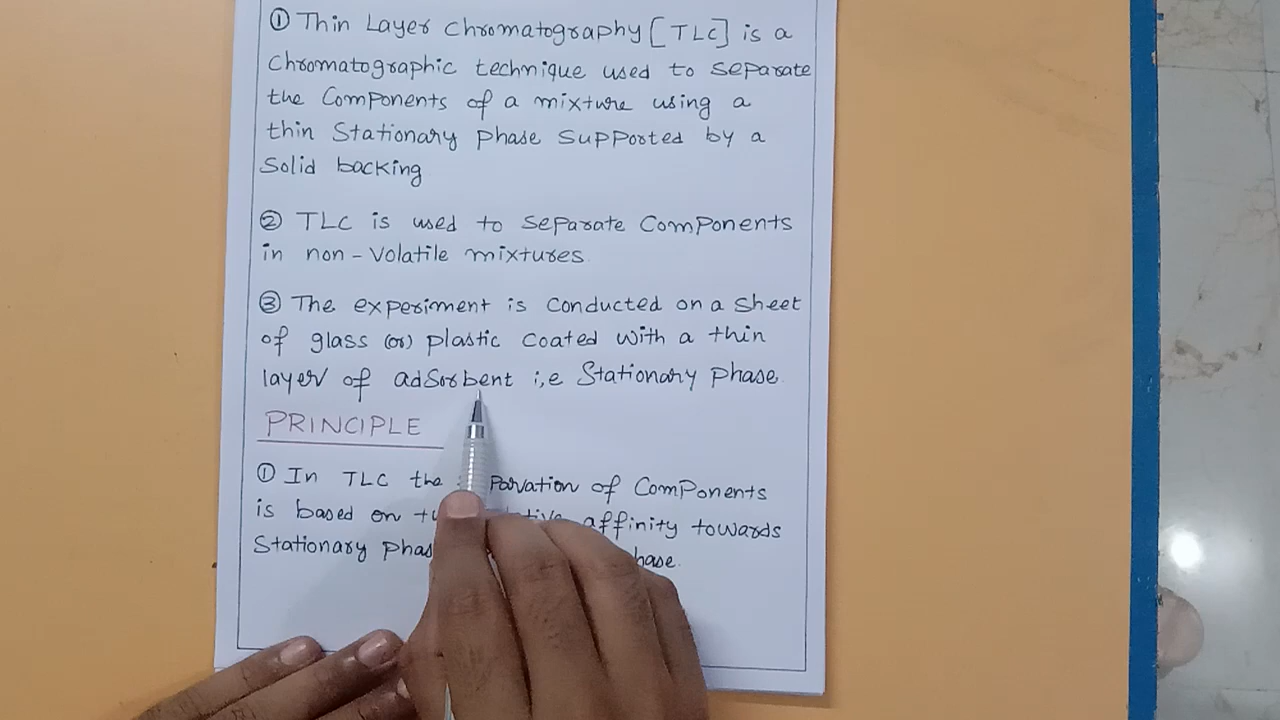 ① Thin Layer Chromatography [TLC] is a
Chromatographic technique used to separate
the Components of a mixture using a
thin Stationary phase supported by a
Solid backing
② TLC is used to separate Components
in non-Volatile mixtures
③ The experiment is Conducted on a sheet
of glass (or) plastic Coated with a thin
layer of adsorbent i,e Stationary phase.
PRINCIPLE
① In TLC the of Components
is based on affinity towards
Stationary